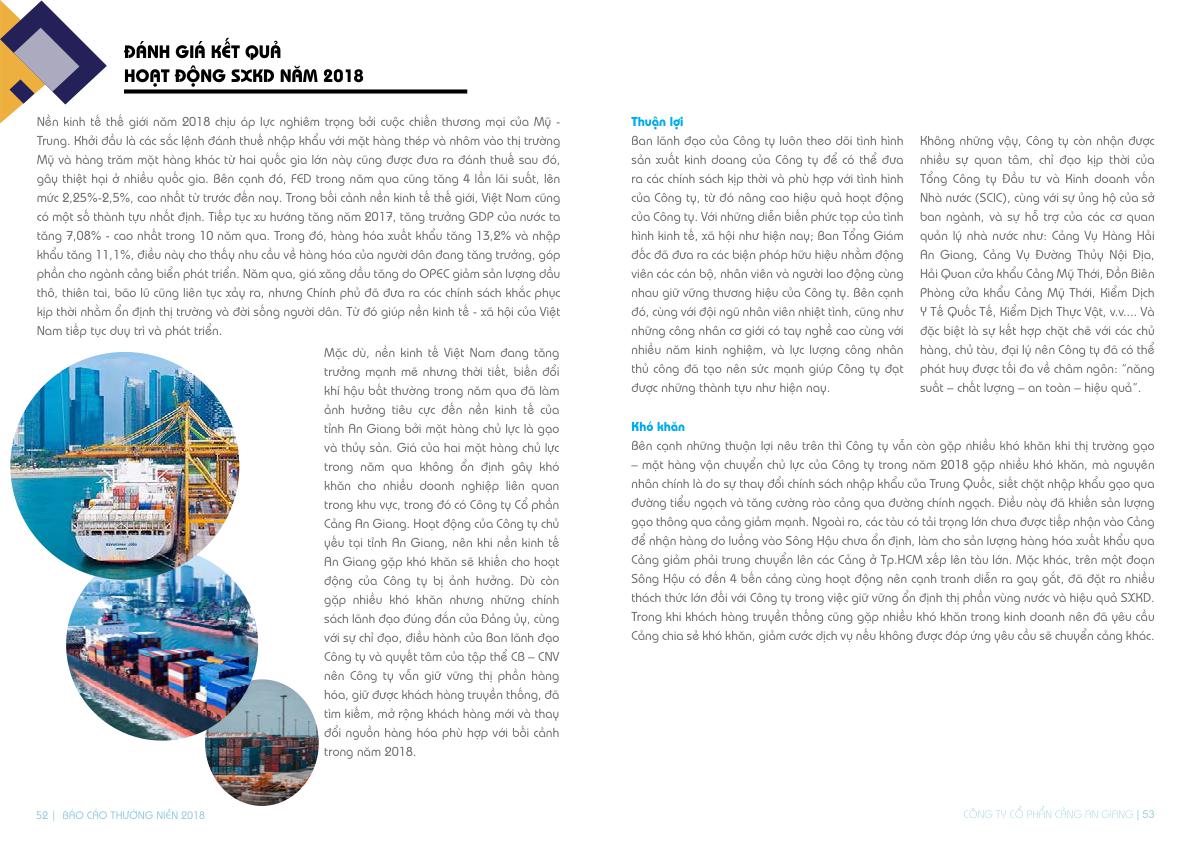 ĐÁNH GIÁ KẾT QUẢ
HOẠT ĐỘNG SXKD NĂM 2018
Nền kinh tế thế giới năm 2018 chịu áp lực nghiêm trọng bởi cuộc chiến thương mại của Mỹ -
Trung. Khởi đầu là các sắc lệnh đánh thuế nhập khẩu với mặt hàng thép và nhôm vào thị trường
Mỹ và hàng trăm mặt hàng khác từ hai quốc gia lớn này cũng được đưa ra đánh thuế sau đó,
gây thiệt hại ở nhiều quốc gia. Bên cạnh đó, FED trong năm qua cũng tăng 4 lần lãi suất, lên
mức 2,25%-2,5%, cao nhất từ trước đến nay. Trong bối cảnh nền kinh tế thế giới, Việt Nam cũng
có một số thành tựu nhất định. Tiếp tục xu hướng tăng năm 2017, tăng trưởng GDP của nước ta
tăng 7,08% - cao nhất trong 10 năm qua. Trong đó, hàng hóa xuất khẩu tăng 13,2% và nhập
khẩu tăng 11,1%, điều này cho thấy nhu cầu về hàng hóa của người dân đang tăng trưởng, góp
phần cho ngành cảng biển phát triển. Năm qua, giá xăng dầu tăng do OPEC giảm sản lượng dầu
thô, thiên tai, bão lũ cũng liên tục xảy ra, nhưng Chính phủ đã đưa ra các chính sách khắc phục
kịp thời nhằm ổn định thị trường và đời sống người dân. Từ đó giúp nền kinh tế - xã hội của Việt
Nam tiếp tục duy trì và phát triển.
Mặc dù, nền kinh tế Việt Nam đang tăng
trưởng mạnh mẽ nhưng thời tiết, biến đổi
khí hậu bất thường trong năm qua đã làm
ảnh hưởng tiêu cực đến nền kinh tế của
tỉnh An Giang bởi mặt hàng chủ lực là gạo
và thủy sản. Giá của hai mặt hàng chủ lực
trong năm qua không ổn định gây khó
khăn cho nhiều doanh nghiệp liên quan
trong khu vực, trong đó có Công ty Cổ phần
Cảng An Giang. Hoạt động của Công ty chủ
yếu tại tỉnh An Giang, nên khi nền kinh tế
An Giang gặp khó khăn sẽ khiến cho hoạt
động của Công ty bị ảnh hưởng. Dù còn
gặp nhiều khó khăn nhưng những chính
sách lãnh đạo đúng đắn của Đảng ủy, cùng
với sự chỉ đạo, điều hành của Ban lãnh đạo
Công ty và quyết tâm của tập thể CB – CNV
nên Công ty vẫn giữ vững thị phần hàng
hóa, giữ được khách hàng truyền thống, đã
tìm kiếm, mở rộng khách hàng mới và thay
đổi nguồn hàng hóa phù hợp với bối cảnh
trong năm 2018.
52 | BÁO CÁO THƯỜNG NIÊN 2018
Thuận lợi
Ban lãnh đạo của Công ty luôn theo dõi tình hình
sản xuất kinh doang của Công ty để có thể đưa
ra các chính sách kịp thời và phù hợp với tình hình
của Công ty, từ đó nâng cao hiệu quả hoạt động
của Công ty. Với những diễn biến phức tạp của tình
hình kinh tế, xã hội như hiện nay; Ban Tổng Giám
đốc đã đưa ra các biện pháp hữu hiệu nhằm động
viên các cán bộ, nhân viên và người lao động cùng
nhau giữ vững thương hiệu của Công ty. Bên cạnh
đó, cùng với đội ngũ nhân viên nhiệt tình, cũng như
những công nhân cơ giới có tay nghề cao cùng với
nhiều năm kinh nghiệm, và lực lượng công nhân
thủ công đã tạo nên sức mạnh giúp Công ty đạt
được những thành tựu như hiện nay.
Không những vậy, Công ty còn nhận được
nhiều sự quan tâm, chỉ đạo kịp thời của
Tổng Công ty Đầu tư và Kinh doanh vốn
Nhà nước (SCIC), cùng với sự ủng hộ của sở
ban ngành, và sự hỗ trợ của các cơ quan
quản lý nhà nước như: Cảng Vụ Hàng Hải
An Giang, Cảng Vụ Đường Thủy Nội Địa,
Hải Quan cửa khẩu Cảng Mỹ Thới, Đồn Biên
Phòng cửa khẩu Cảng Mỹ Thới, Kiểm Dịch
Y Tế Quốc Tế, Kiểm Dịch Thực Vật, v.v.... Và
đặc biệt là sự kết hợp chặt chẽ với các chủ
hàng, chủ tàu, đại lý nên Công ty đã có thể
phát huy được tối đa về châm ngôn: “năng
suất – chất lượng – an toàn – hiệu quả”.
Khó khăn
Bên cạnh những thuận lợi nêu trên thì Công ty vẫn còn gặp nhiều khó khăn khi thị trường gạo
– mặt hàng vận chuyển chủ lực của Công ty trong năm 2018 gặp nhiều khó khăn, mà nguyên
nhân chính là do sự thay đổi chính sách nhập khẩu của Trung Quốc, siết chặt nhập khẩu gạo qua
đường tiểu ngạch và tăng cường rào cảng qua đường chính ngạch. Điều này đã khiến sản lượng
gạo thông qua cảng giảm mạnh. Ngoài ra, các tàu có tải trọng lớn chưa được tiếp nhận vào Cảng
để nhận hàng do luồng vào Sông Hậu chưa ổn định, làm cho sản lượng hàng hóa xuất khẩu qua
Cảng giảm phải trung chuyển lên các Cảng ở Tp.HCM xếp lên tàu lớn. Mặc khác, trên một đoạn
Sông Hậu có đến 4 bến cảng cùng hoạt động nên cạnh tranh diễn ra gay gắt, đã đặt ra nhiều
thách thức lớn đối với Công ty trong việc giữ vững ổn định thị phần vùng nước và hiệu quả SXKD.
Trong khi khách hàng truyền thống cũng gặp nhiều khó khăn trong kinh doanh nên đã yêu cầu
Cảng chia sẻ khó khăn, giảm cước dịch vụ nếu không được đáp ứng yêu cầu sẽ chuyển cảng khác.
CÔNG TY CỔ PHẨN CẢNG AN GIANG | 53